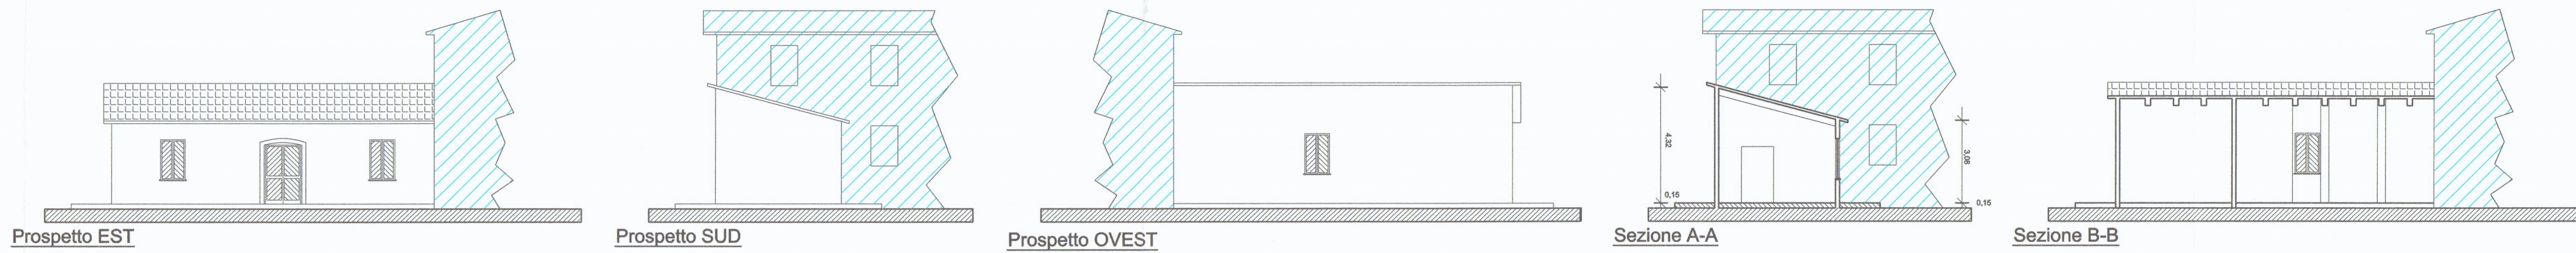 Prospetto EST
Prospetto SUD
Prospetto OVEST
4,32
0,15
3,08
0,15
Sezione A-A
Sezione B-B